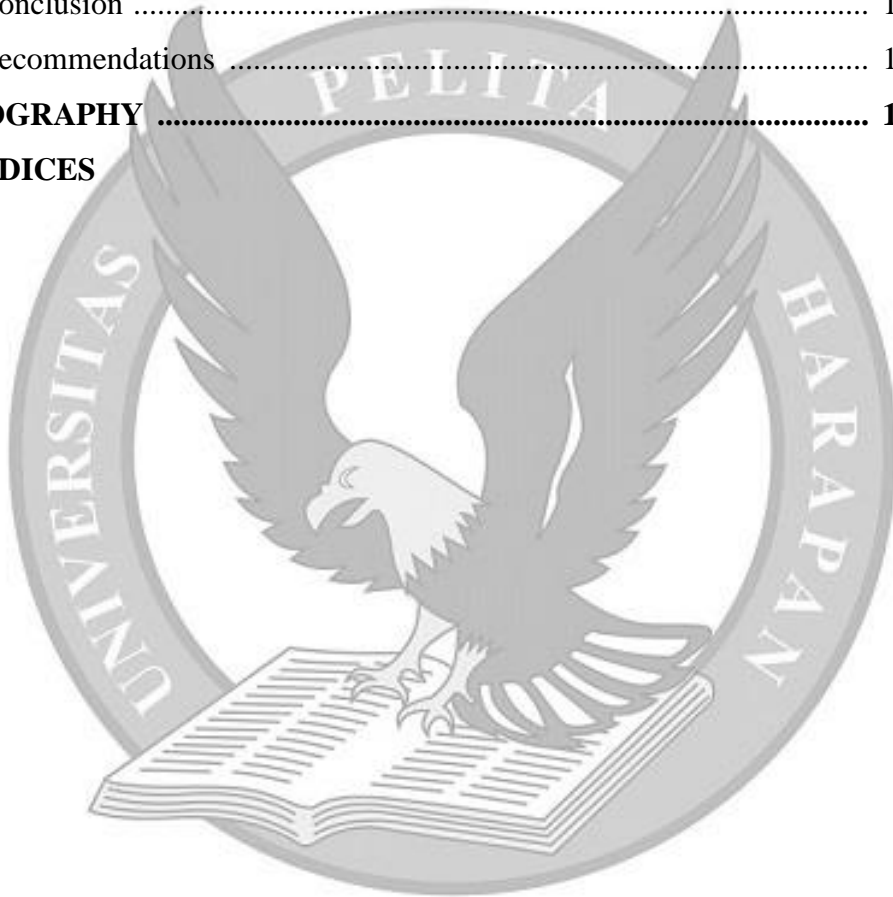 onclusion ........................................................................................ 1
ecommendations ............................................................................ 1
OGRAPHY ..................................................................................... 1
DICES
UNIVERSITAS PELITA HARAPAN